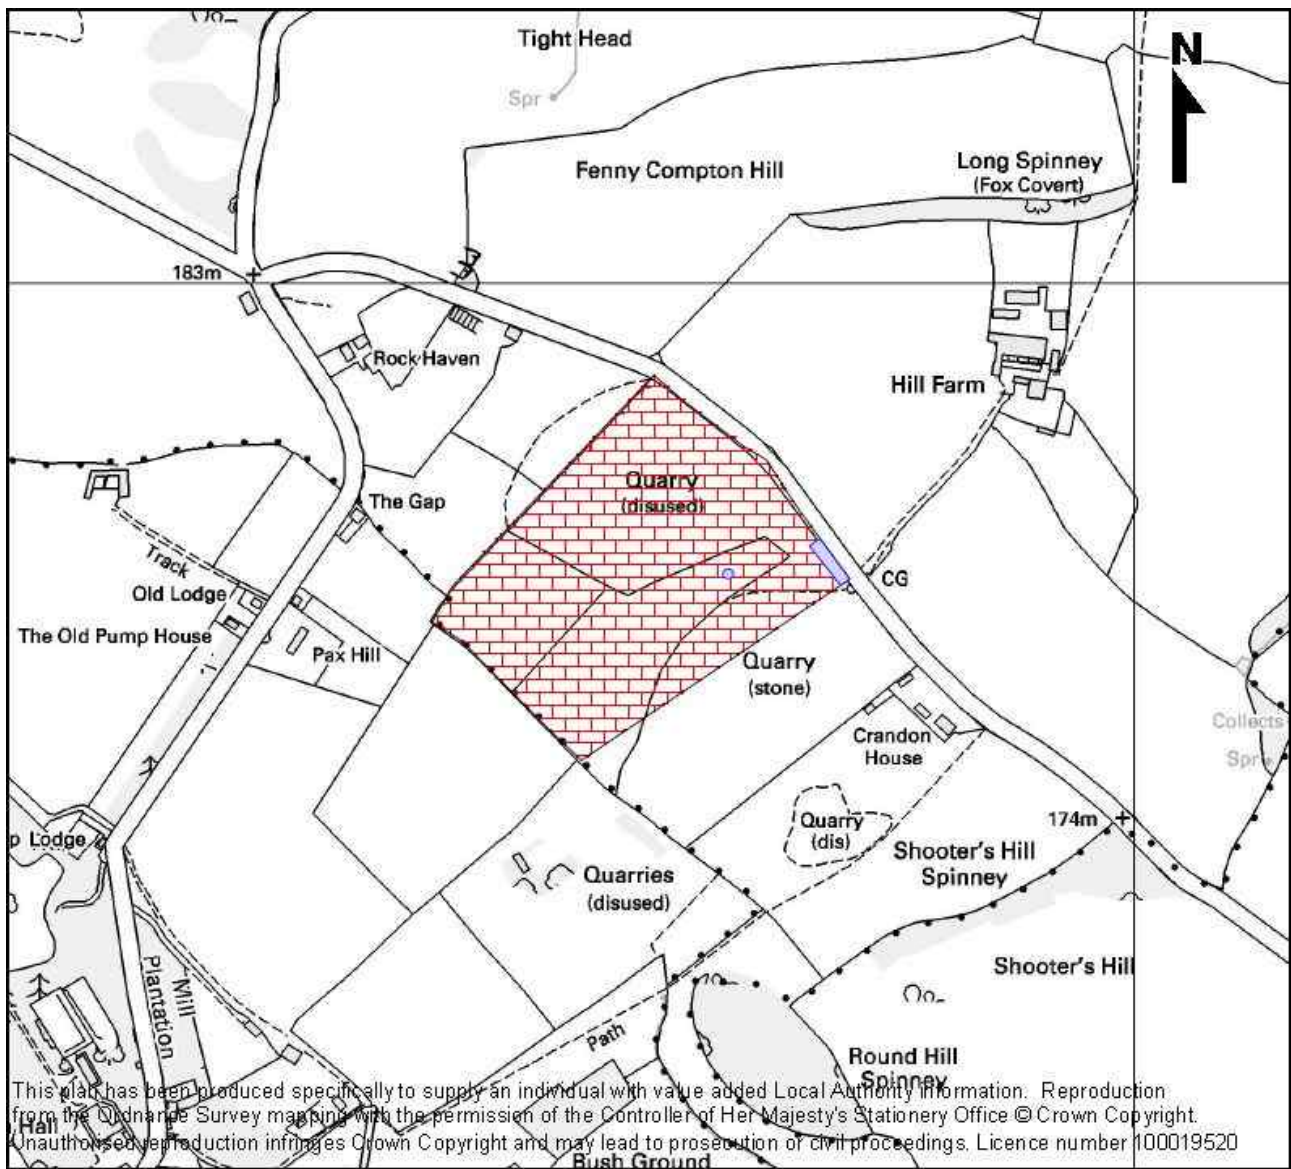 N
Tight Head
Spr
Fenny Compton Hill
Long Spinney
(Fox Covert)
183m
Rock Haven
Hill Farm
Quarry
(disused)
The Gap
Track
Old Lodge
CG
The Old Pump House
Pax Hill
Quarry
(stone)
Crandon
House
Collects
Spr
174m
Quarry
(dis)
p Lodge
Shooter's Hill
Spinney
Quarries
(disused)
Shooter's Hill
Mill
Plantation
Path
Round Hill
Spinney
This plan has been produced specifically to supply an individual with value added Local Authority information. Reproduction
from the Ordnance Survey mapping with the permission of the Controller of Her Majesty's Stationery Office © Crown Copyright.
Hall
Unauthorised reproduction infringes Crown Copyright and may lead to prosecution or civil proceedings. Licence number 100019520
Bush Ground